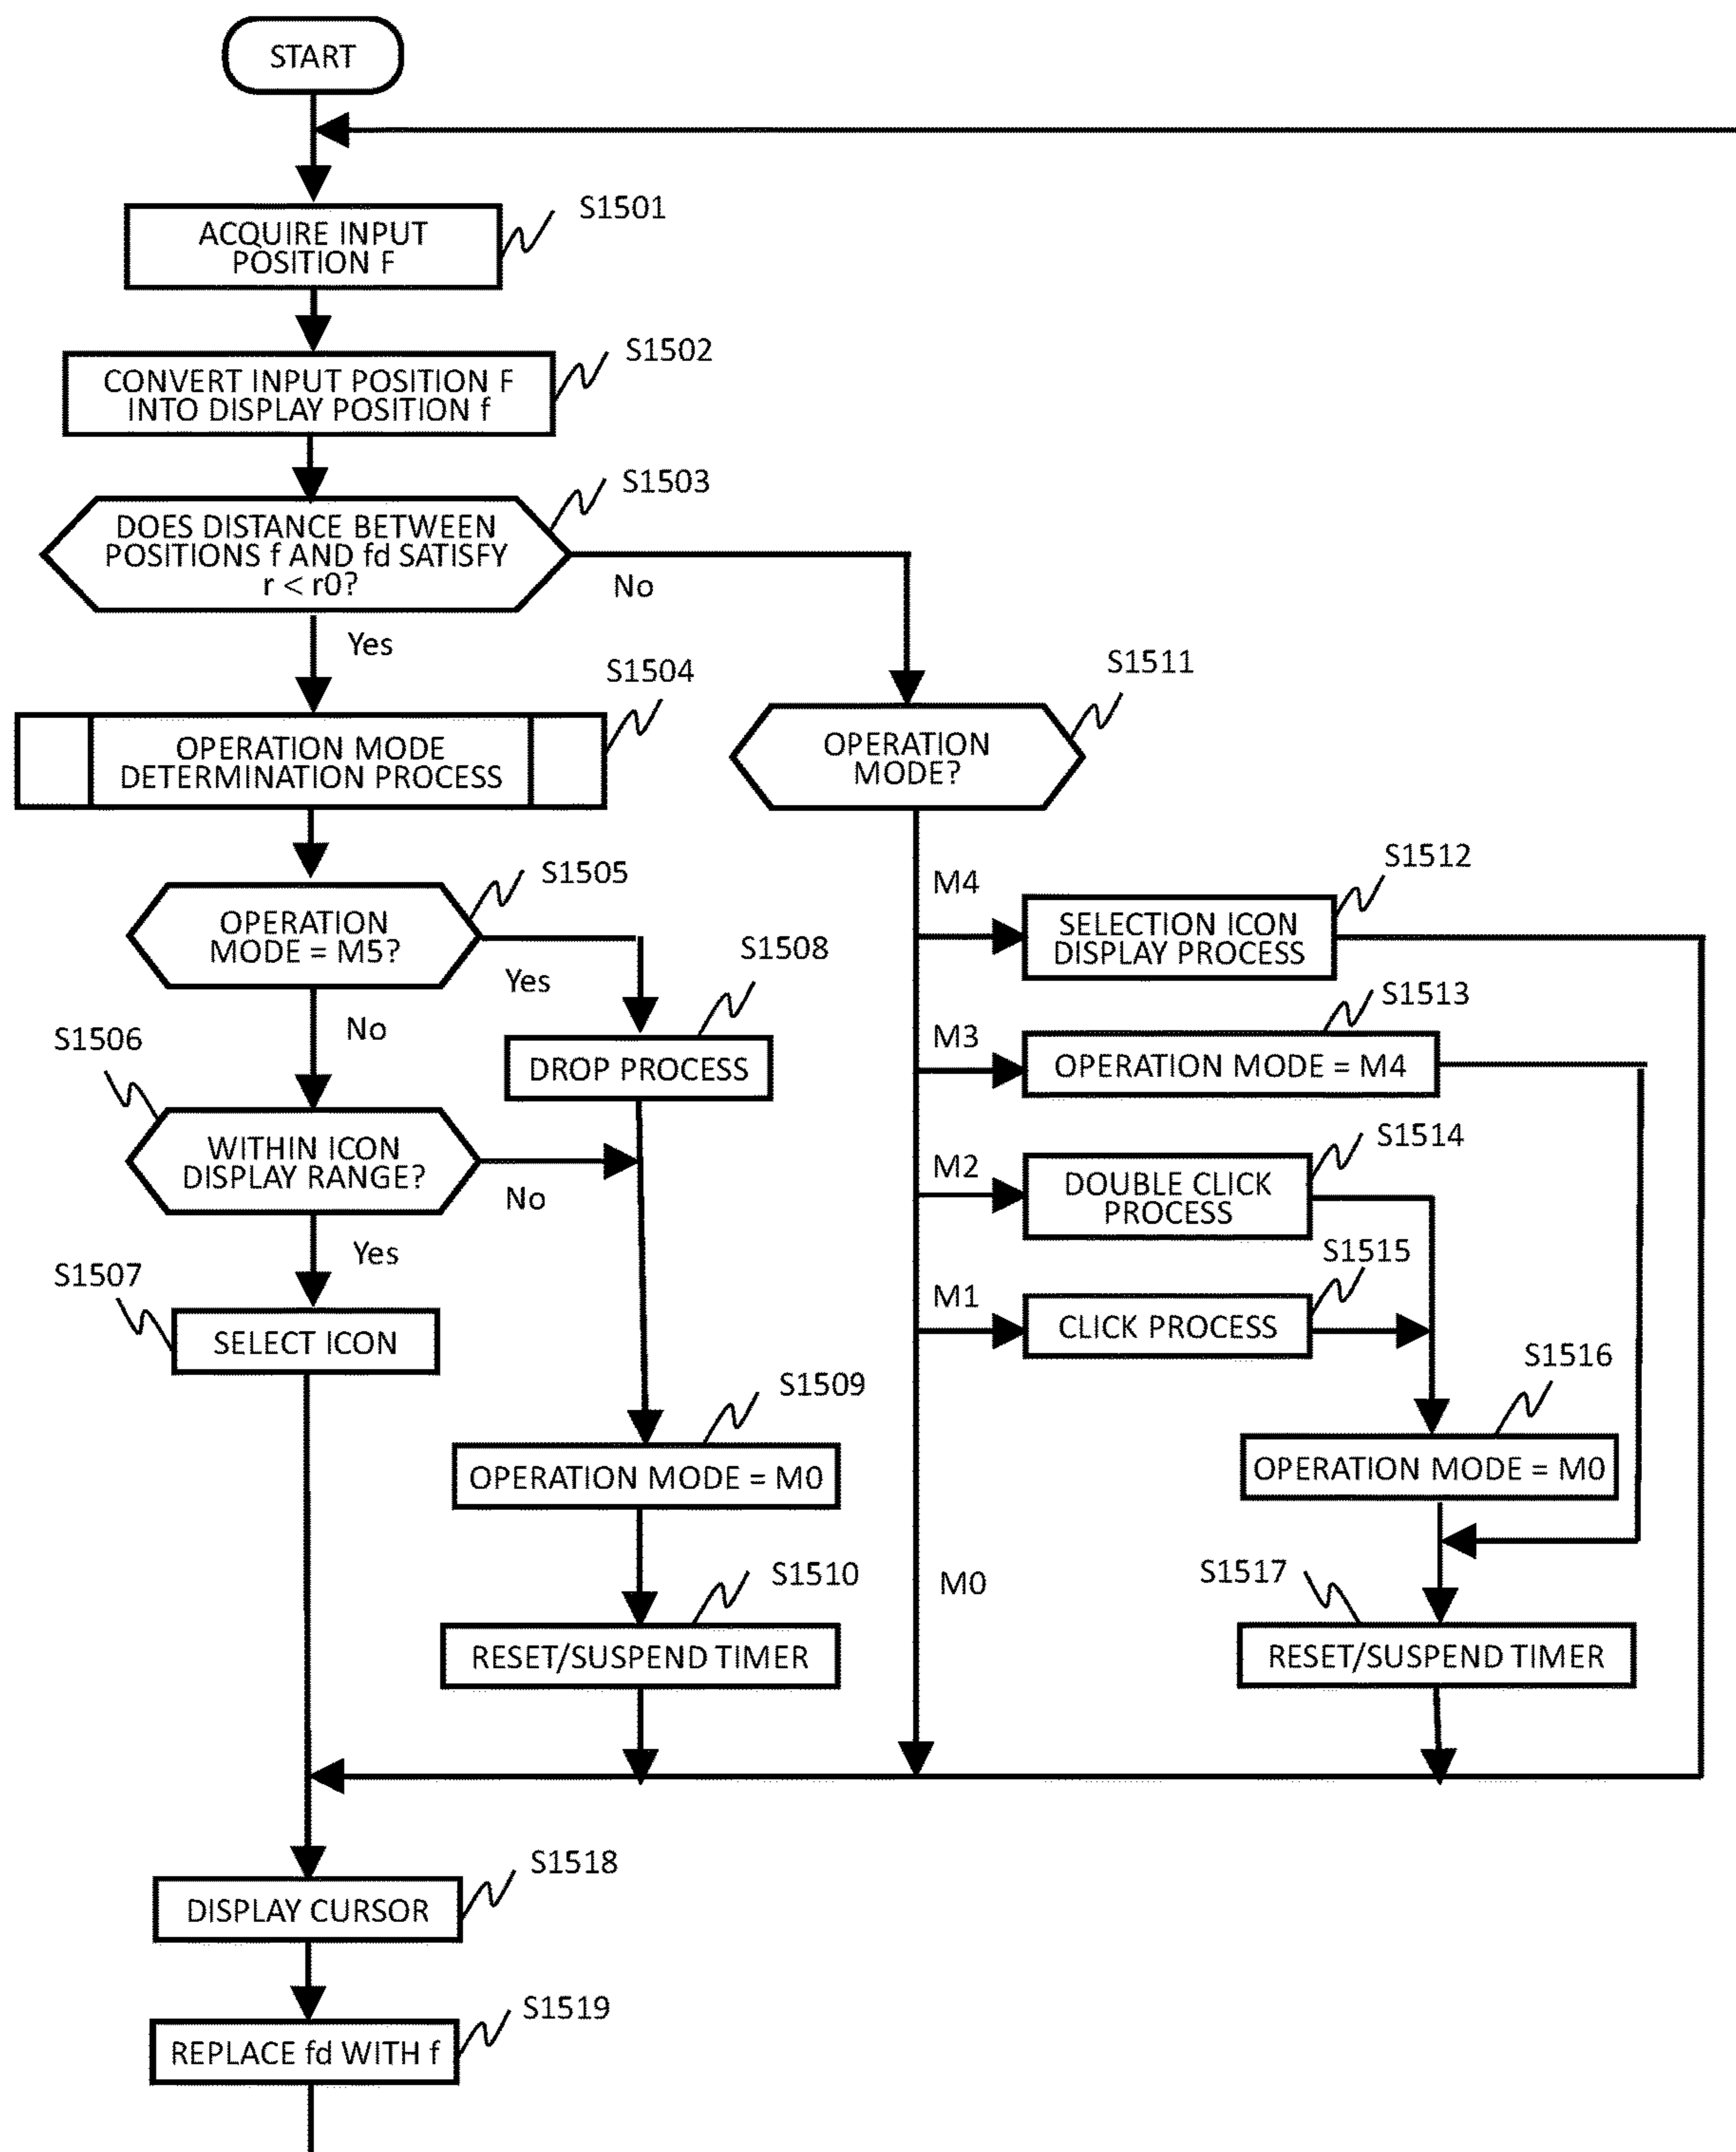 START
S1501
ACQUIRE INPUT
POSITION F
S1502
CONVERT INPUT POSITION F
INTO DISPLAY POSITION f
S1503
DOES DISTANCE BETWEEN
POSITIONS f AND fd SATISFY
r < r0?
No
Yes
S1504
OPERATION MODE
DETERMINATION PROCESS
S1505
OPERATION
MODE = M5?
Yes
No
S1506
WITHIN ICON
DISPLAY RANGE?
No
Yes
S1507
SELECT ICON
S1508
DROP PROCESS
S1509
OPERATION MODE = M0
S1510
RESET/SUSPEND TIMER
S1511
OPERATION
MODE?
M4
S1512
SELECTION ICON
DISPLAY PROCESS
M3
S1513
OPERATION MODE = M4
M2
S1514
DOUBLE CLICK
PROCESS
M1
S1515
CLICK PROCESS
S1516
OPERATION MODE = M0
M0
S1517
RESET/SUSPEND TIMER
S1518
DISPLAY CURSOR
S1519
REPLACE fd WITH f